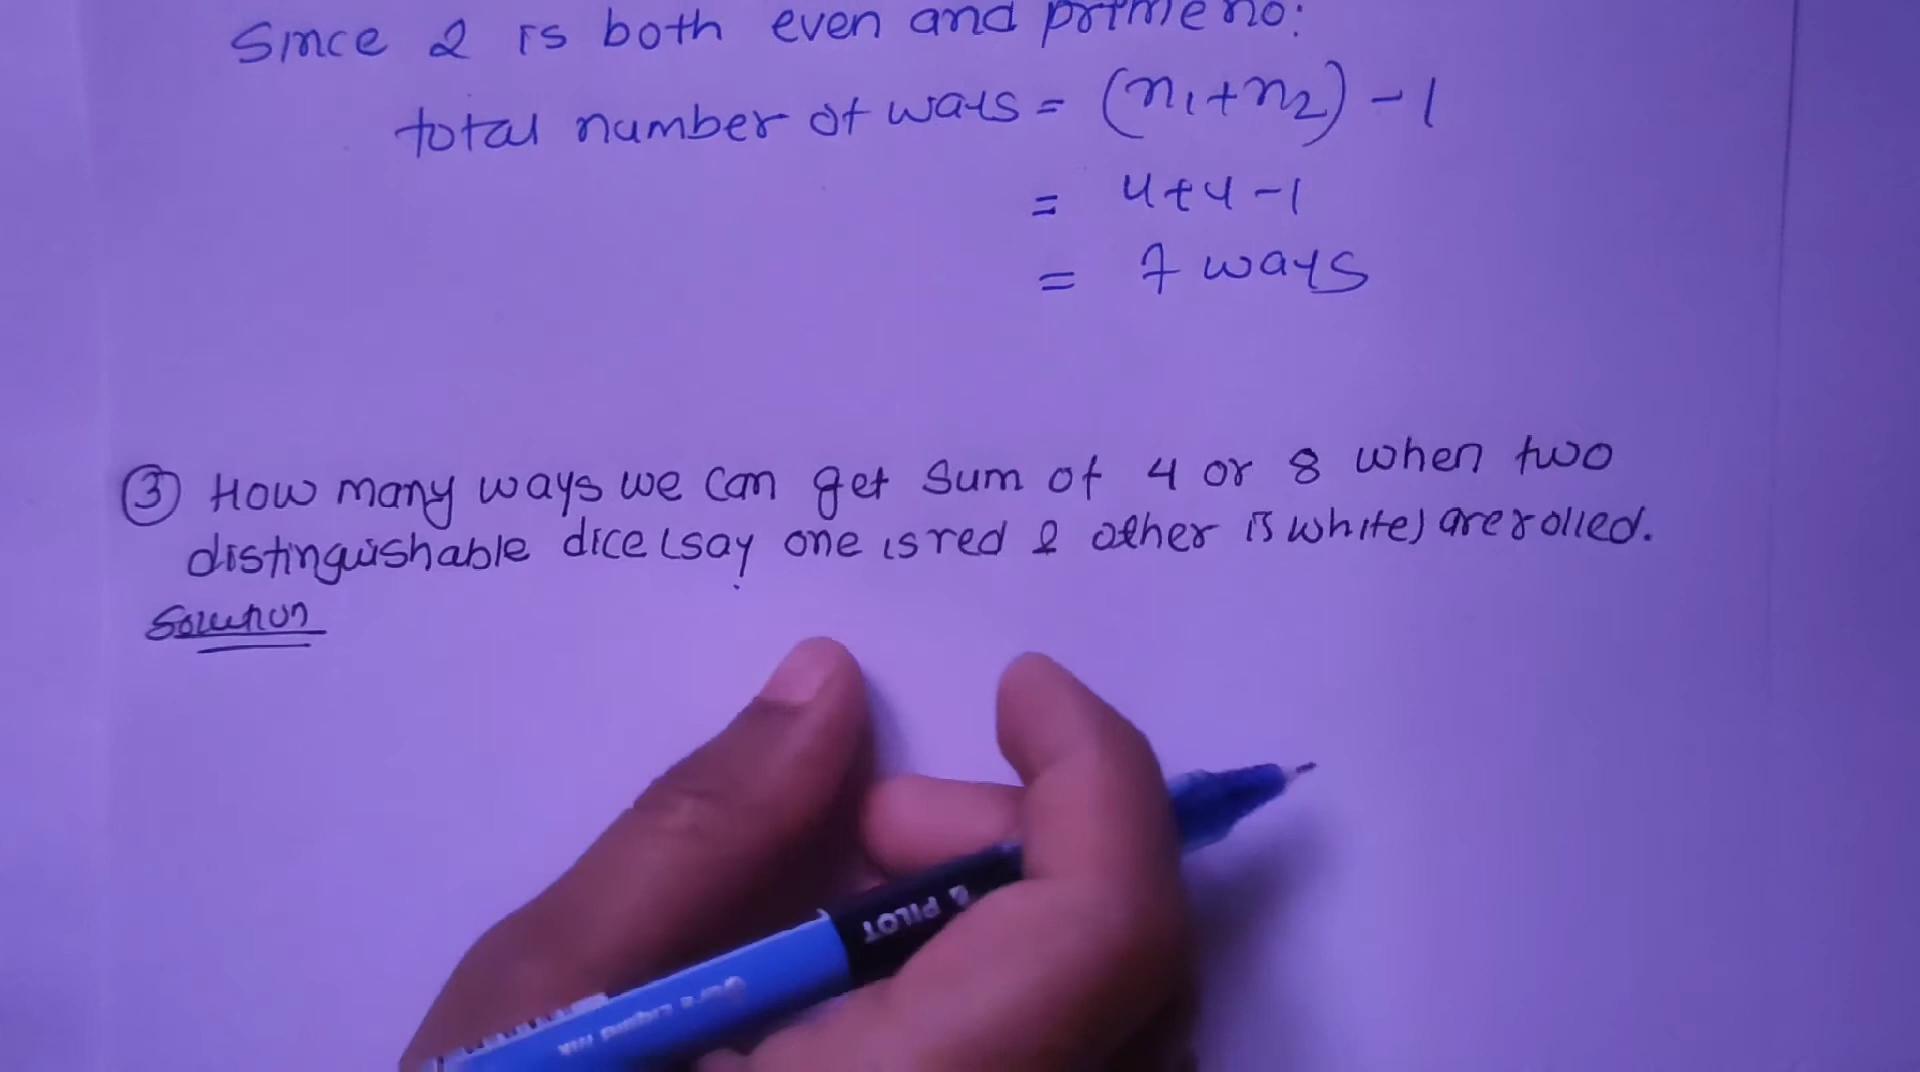 Since 2 is both even and prime no:
total number of ways = (n1+n2) - 1
= 4+4-1
= 7 ways
③ How many ways we can get sum of 4 or 8 when two
distinguishable dice (say one is red & other is white) are rolled.
Solution
PILOT